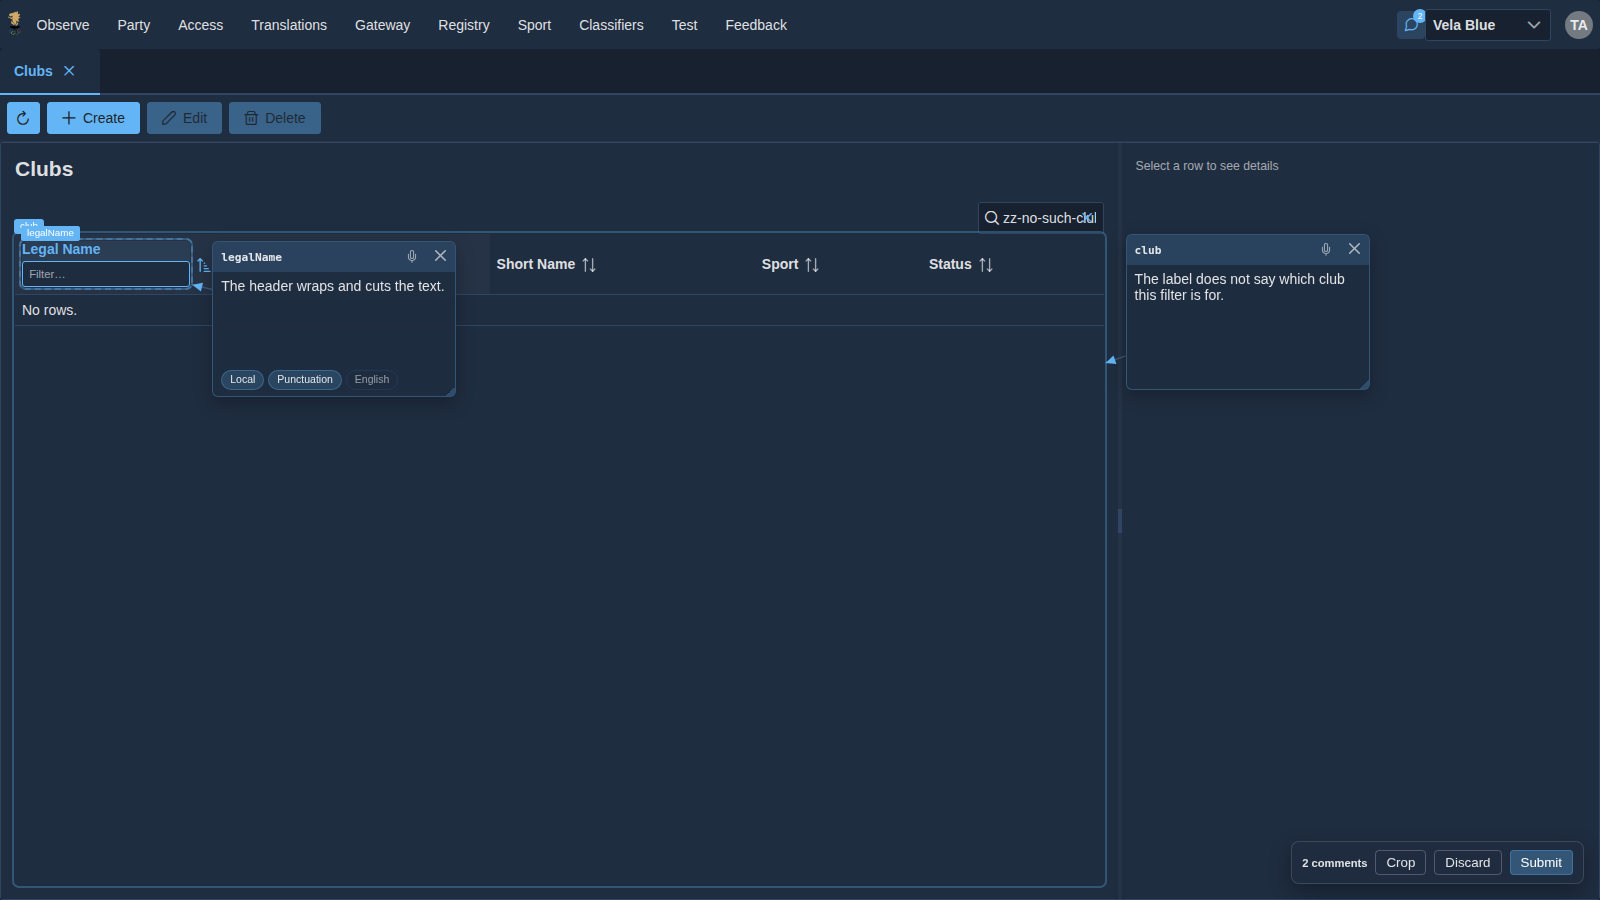 Observe Party Access Translations Gateway Registry Sport Classifiers Test Feedback
2
Vela Blue
TA
Clubs
Create Edit Delete
Clubs
Select a row to see details
zz-no-such-
club
legalName
Legal Name
Filter…
Short Name Sport Status
No rows.
legalName
The header wraps and cuts the text.
Local Punctuation English
club
The label does not say which club
this filter is for.
2 comments Crop Discard Submit